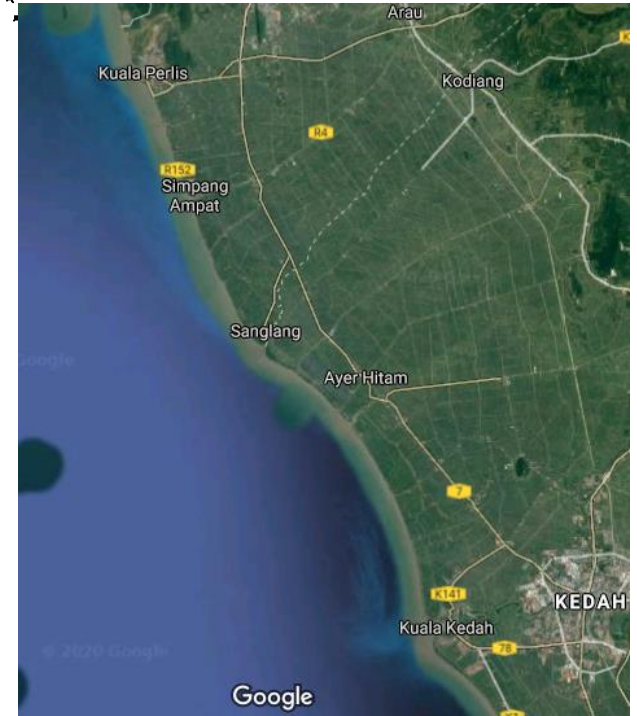 Arau
K
Kuala Perlis
Kodiang
R4
R152
Simpang
Ampat
Sanglang
Google
Ayer Hitam
7
K141
KEDAH
Kuala Kedah
78
© 2020 Google
Google